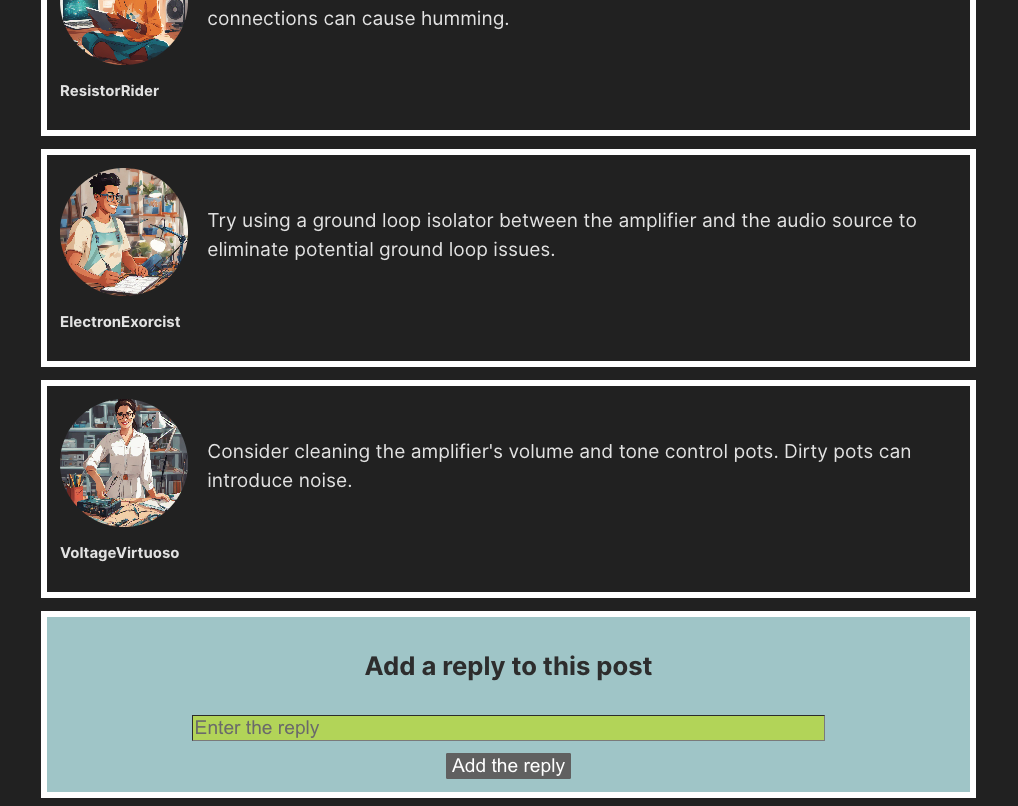 connections can cause humming.
ResistorRider
Try using a ground loop isolator between the amplifier and the audio source to
eliminate potential ground loop issues.
ElectronExorcist
Consider cleaning the amplifier's volume and tone control pots. Dirty pots can
introduce noise.
VoltageVirtuoso
Add a reply to this post
Enter the reply
Add the reply